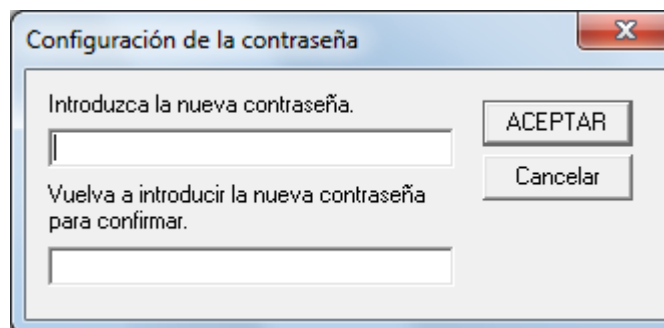 Configuración de la contraseña
Introduzca la nueva contraseña.
ACEPTAR
Cancelar
Vuelva a introducir la nueva contraseña
para confirmar.